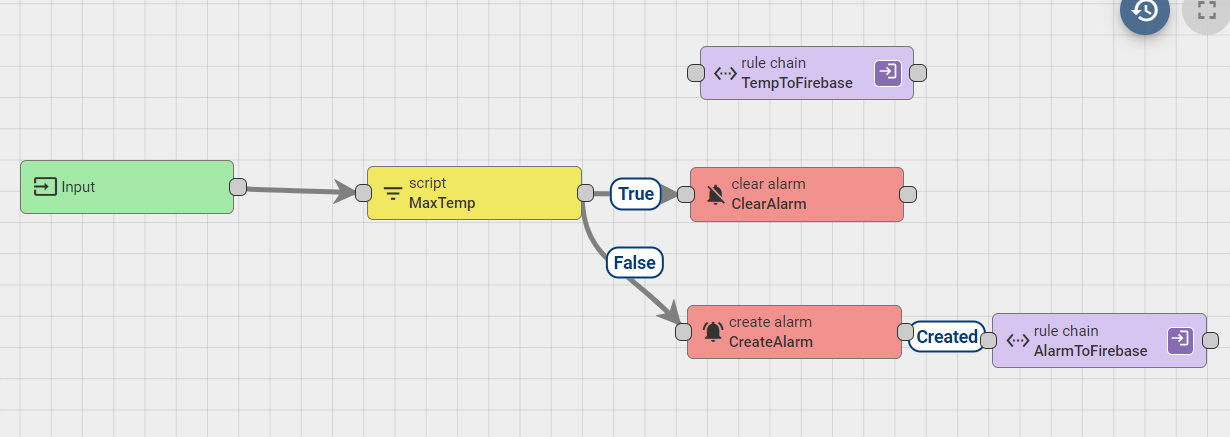 rule chain
TempToFirebase
Input
script
MaxTemp
True
clear alarm
ClearAlarm
False
create alarm
CreateAlarm
Created
rule chain
AlarmToFirebase